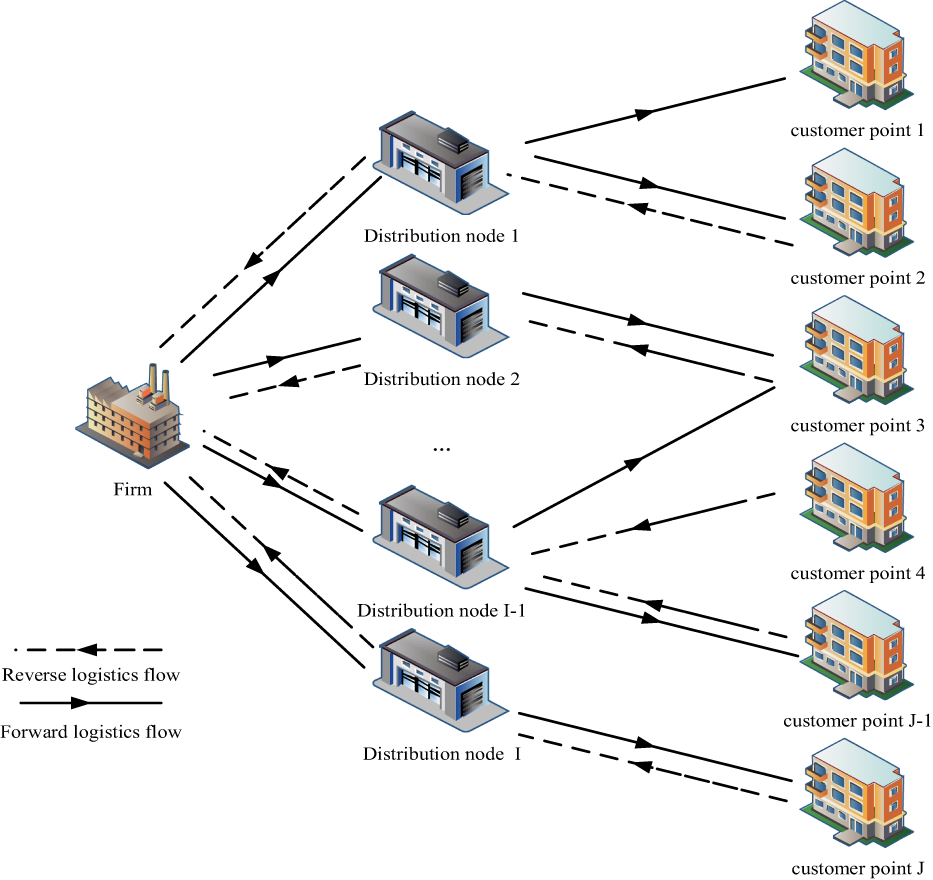 customer point 1
Distribution node 1
customer point 2
Distribution node 2
customer point 3
...
Firm
customer point 4
Distribution node I-1
Reverse logistics flow
customer point J-1
Forward logistics flow
Distribution node I
customer point J